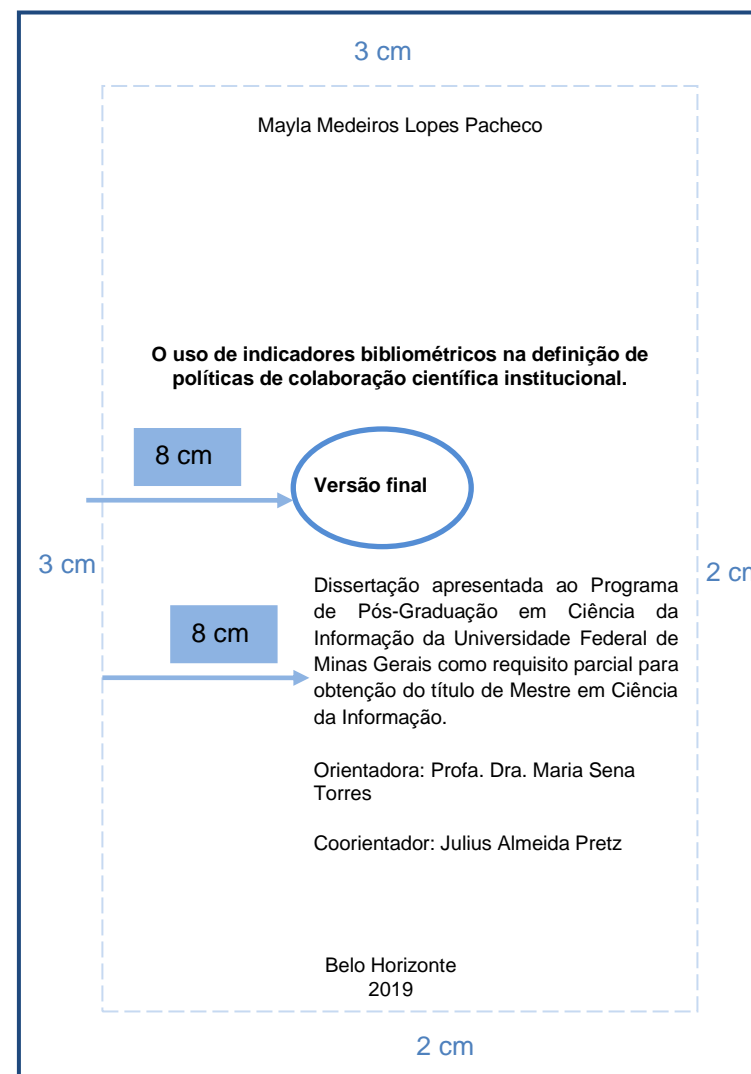 3 cm
Mayla Medeiros Lopes Pacheco
O uso de indicadores bibliométricos na definição de
políticas de colaboração científica institucional.
8 cm
Versão final
3 cm
2 cm
Dissertação apresentada ao Programa
de Pós-Graduação em Ciência da
Informação da Universidade Federal de
Minas Gerais como requisito parcial para
obtenção do título de Mestre em Ciência
da Informação.
8 cm
Orientadora: Profa. Dra. Maria Sena
Torres
Coorientador: Julius Almeida Pretz
Belo Horizonte
2019
2 cm